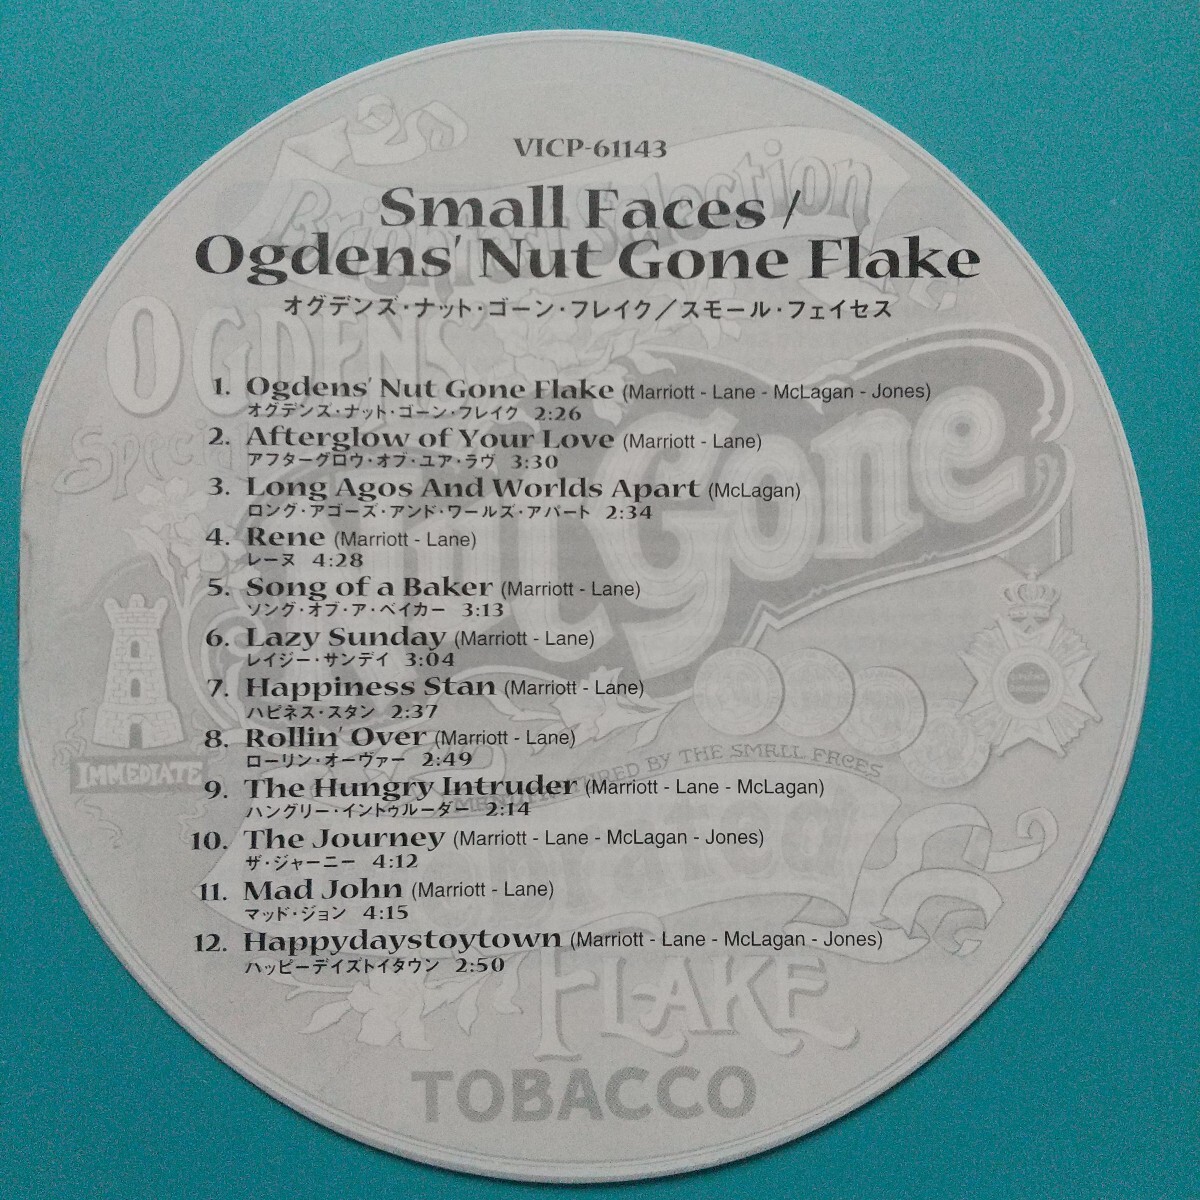 VICP-61143
Small Faces /
Ogdens' Nut Gone Flake
オグデンズ・ナット・ゴーン・フレイク／スモール・フェイセス
1. Ogdens' Nut Gone Flake (Marriott - Lane - McLagan - Jones)
オグデンズ・ナット・ゴーン・フレイク 2:26
2. Afterglow of Your Love (Marriott - Lane)
アフターグロウ・オブ・ユア・ラヴ 3:30
3. Long Agos And Worlds Apart (McLagan)
ロング・アゴーズ・アンド・ワールズ・アパート 2:34
4. Rene (Marriott - Lane)
レーヌ 4:28
5. Song of a Baker (Marriott - Lane)
ソング・オブ・ア・ベイカー 3:13
6. Lazy Sunday (Marriott - Lane)
レイジー・サンデイ 3:04
7. Happiness Stan (Marriott - Lane)
ハピネス・スタン 2:37
8. Rollin' Over (Marriott - Lane)
ローリン・オーヴァー 2:49
9. The Hungry Intruder (Marriott - Lane - McLagan)
ハングリー・イントゥルーダー 2:14
10. The Journey (Marriott - Lane - McLagan - Jones)
ザ・ジャーニー 4:12
11. Mad John (Marriott - Lane)
マッド・ジョン 4:15
12. Happydaystoytown (Marriott - Lane - McLagan - Jones)
ハッピーデイズトイタウン 2:50
OGDENS'
Special
Nut Gone
IMMEDIATE
BY THE SMALL FACES
FLAKE
TOBACCO